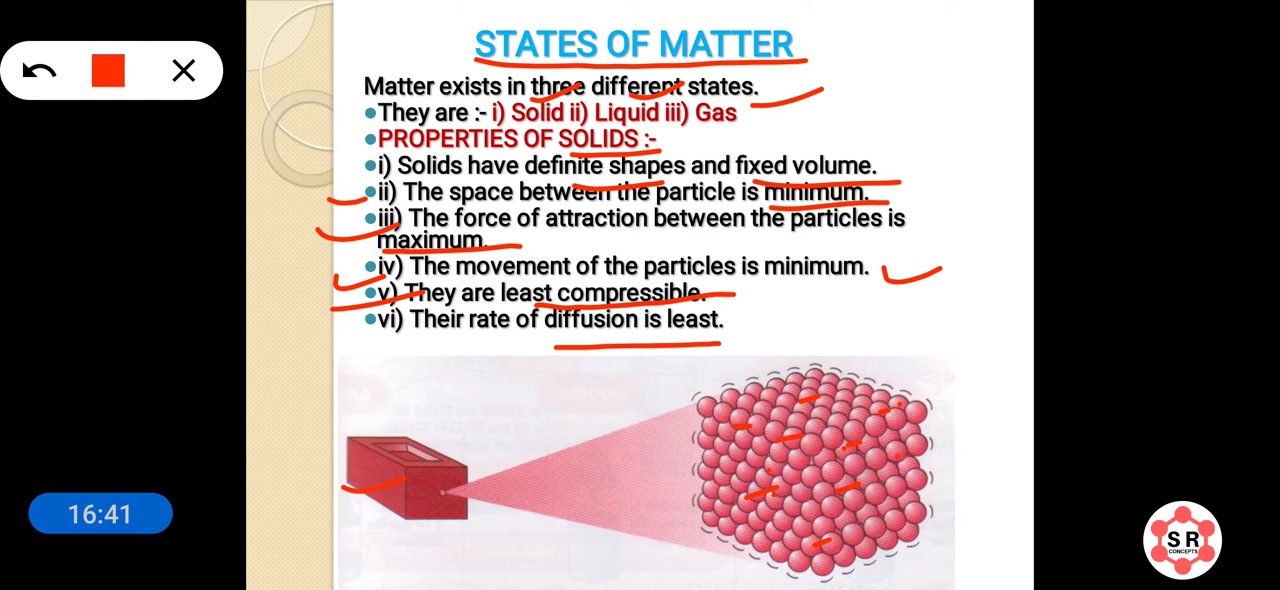 STATES OF MATTER
Matter exists in three different states.
They are :- i) Solid ii) Liquid iii) Gas
PROPERTIES OF SOLIDS :-
i) Solids have definite shapes and fixed volume.
ii) The space between the particle is minimum.
iii) The force of attraction between the particles is
maximum.
iv) The movement of the particles is minimum.
v) They are least compressible.
vi) Their rate of diffusion is least.
16:41
S R
CONCEPTS